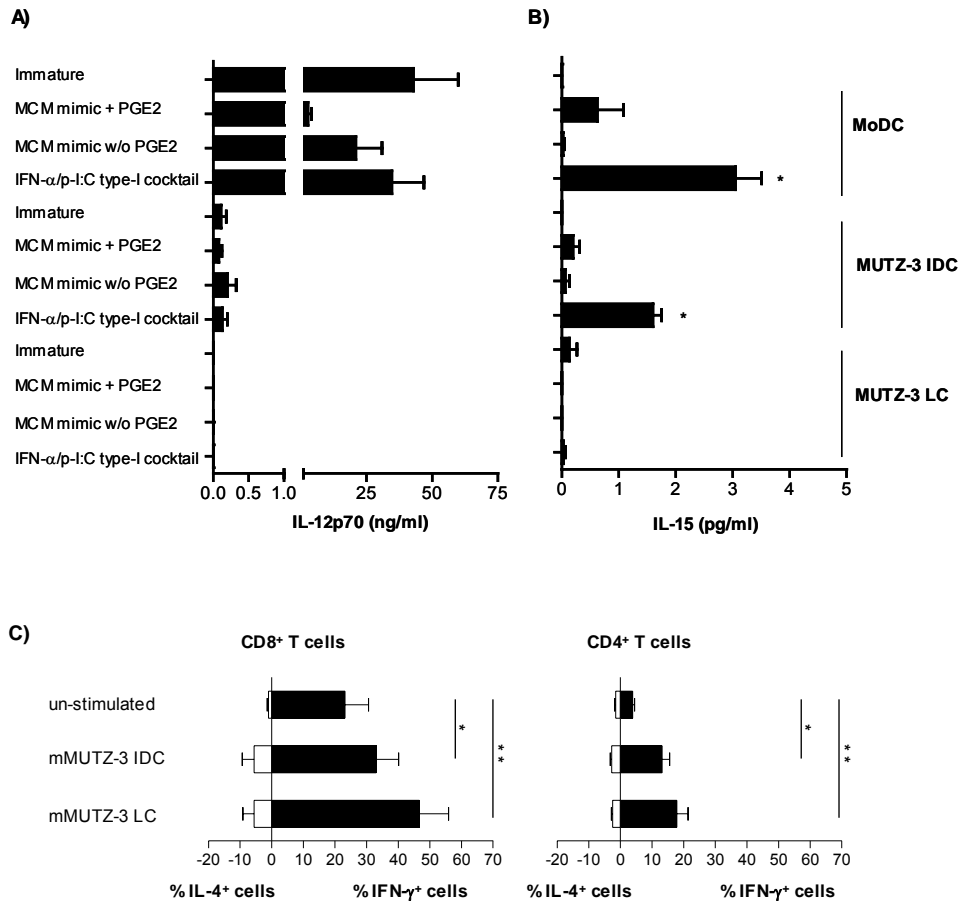 A)
B)
Immature
MCM mimic + PGE2
MCM mimic w/o PGE2
IFN-α/p-I:C type-I cocktail
Immature
MCM mimic + PGE2
MCM mimic w/o PGE2
IFN-α/p-I:C type-I cocktail
Immature
MCM mimic + PGE2
MCM mimic w/o PGE2
IFN-α/p-I:C type-I cocktail
0.0 0.5 1.0 25 50 75
IL-12p70 (ng/ml)
MoDC
*
MUTZ-3 IDC
*
MUTZ-3 LC
0 1 2 3 4 5
IL-15 (pg/ml)
C)
CD8+ T cells
CD4+ T cells
un-stimulated
mMUTZ-3 IDC
mMUTZ-3 LC
*
**
*
**
-20 -10 0 10 20 30 40 50 60 70
-20 -10 0 10 20 30 40 50 60 70
% IL-4+ cells % IFN-γ+ cells
% IL-4+ cells % IFN-γ+ cells